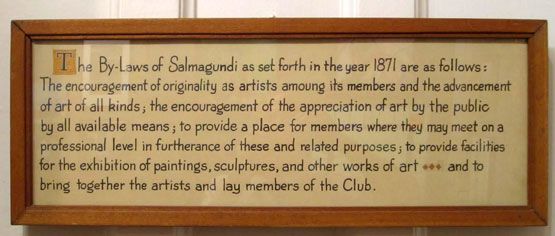 The By-Laws of Salmagundi as set forth in the year 1871 are as follows:
The encouragement of originality as artists amoung its members and the advancement
of art of all kinds; the encouragement of the appreciation of art by the public
by all available means; to provide a place for members where they may meet on a
professional level in furtherance of these and related purposes; to provide facilities
for the exhibition of paintings, sculptures, and other works of art ◆◆◆ and to
bring together the artists and lay members of the Club.